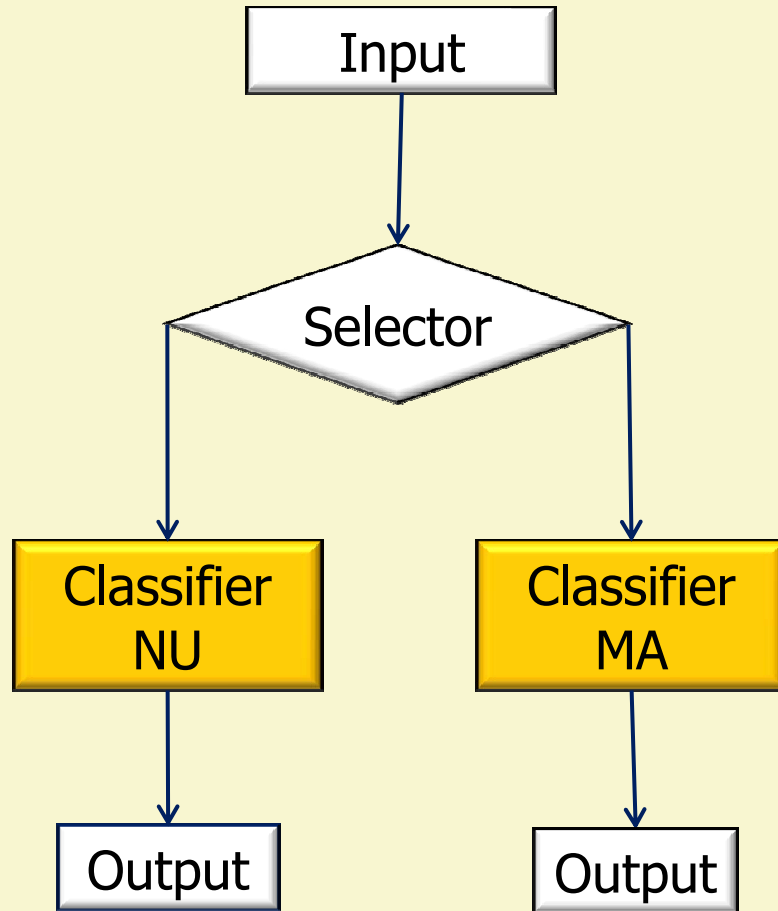 Input
Selector
Classifier
NU
Classifier
MA
Output
Output